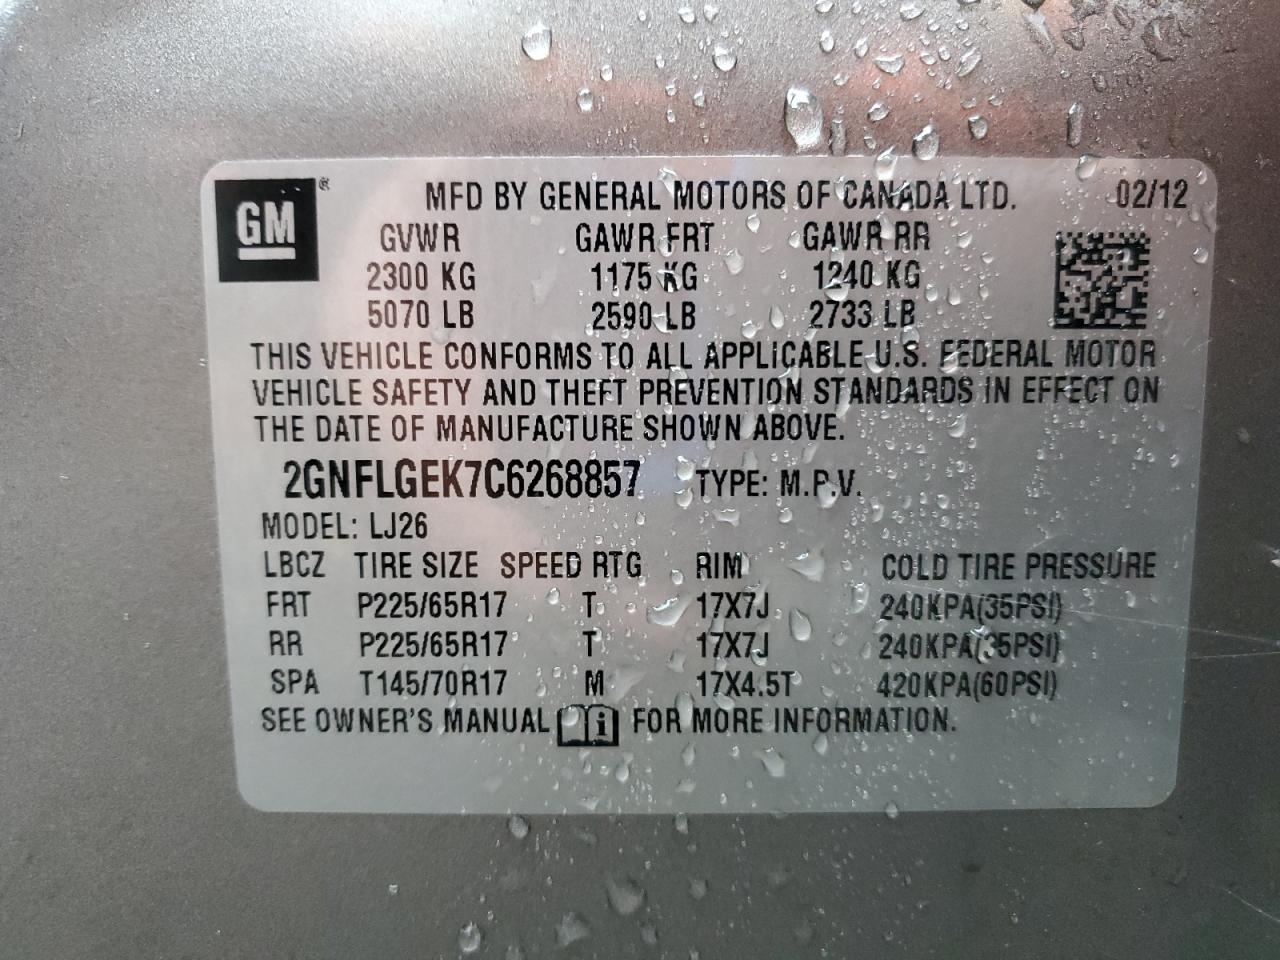 GM ® MFD BY GENERAL MOTORS OF CANADA LTD. 02/12
GVWR GAWR FRT GAWR RR
2300 KG 1175 KG 1240 KG
5070 LB 2590 LB 2733 LB
THIS VEHICLE CONFORMS TO ALL APPLICABLE U.S. FEDERAL MOTOR
VEHICLE SAFETY AND THEFT PREVENTION STANDARDS IN EFFECT ON
THE DATE OF MANUFACTURE SHOWN ABOVE.
2GNFLGEK7C6268857 TYPE: M.P.V.
MODEL: LJ26
LBCZ TIRE SIZE SPEED RTG RIM COLD TIRE PRESSURE
FRT P225/65R17 T 17X7J 240KPA(35PSI)
RR P225/65R17 T 17X7J 240KPA(35PSI)
SPA T145/70R17 M 17X4.5T 420KPA(60PSI)
SEE OWNER'S MANUAL i FOR MORE INFORMATION.